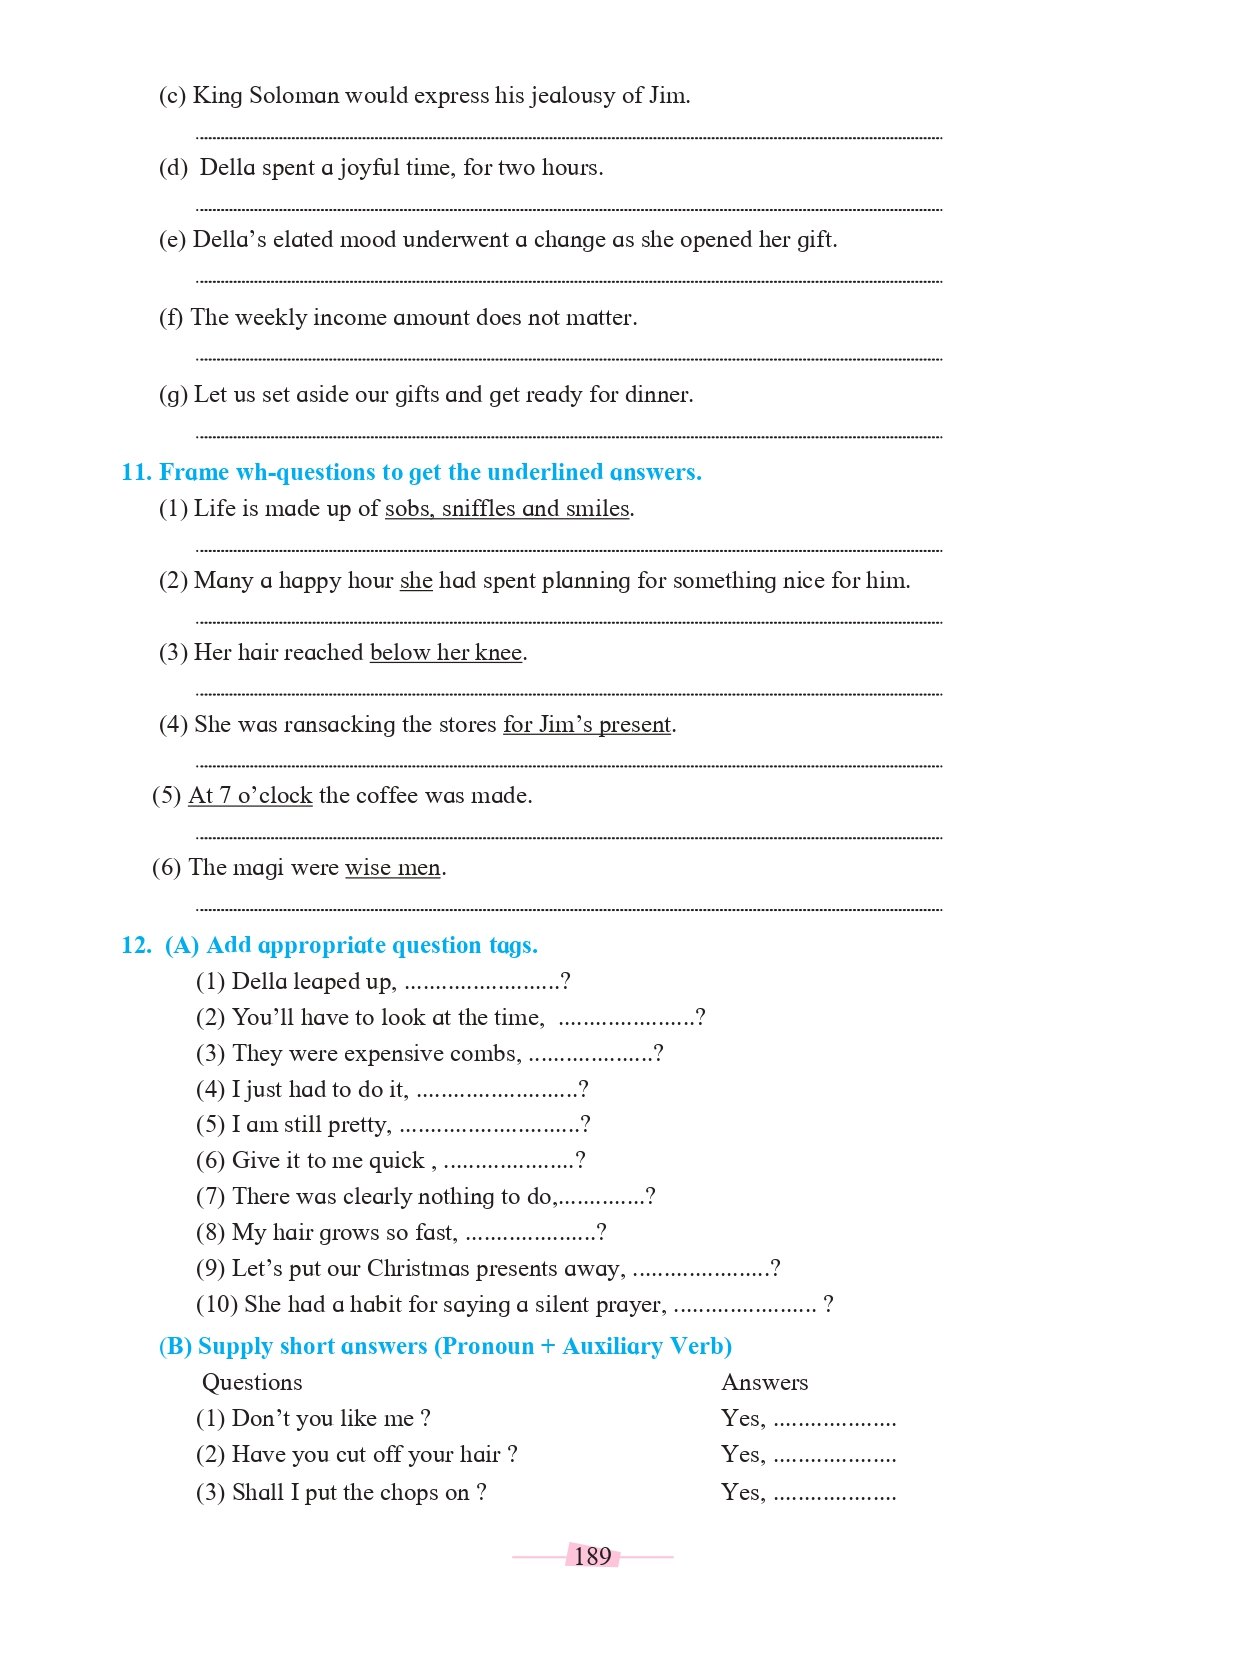 (c) King Soloman would express his jealousy of Jim.
(d) Della spent a joyful time, for two hours.
(e) Della’s elated mood underwent a change as she opened her gift.
(f) The weekly income amount does not matter.
(g) Let us set aside our gifts and get ready for dinner.
11. Frame wh-questions to get the underlined answers.
(1) Life is made up of sobs, sniffles and smiles.
(2) Many a happy hour she had spent planning for something nice for him.
(3) Her hair reached below her knee.
(4) She was ransacking the stores for Jim’s present.
(5) At 7 o’clock the coffee was made.
(6) The magi were wise men.
12. (A) Add appropriate question tags.
(1) Della leaped up, .........................?
(2) You’ll have to look at the time, ......................?
(3) They were expensive combs, ....................?
(4) I just had to do it, ..........................?
(5) I am still pretty, .............................?
(6) Give it to me quick , .....................?
(7) There was clearly nothing to do,..............?
(8) My hair grows so fast, .....................?
(9) Let’s put our Christmas presents away, ......................?
(10) She had a habit for saying a silent prayer, ....................... ?
(B) Supply short answers (Pronoun + Auxiliary Verb)
Questions Answers
(1) Don’t you like me ? Yes, ....................
(2) Have you cut off your hair ? Yes, ....................
(3) Shall I put the chops on ? Yes, ....................
189